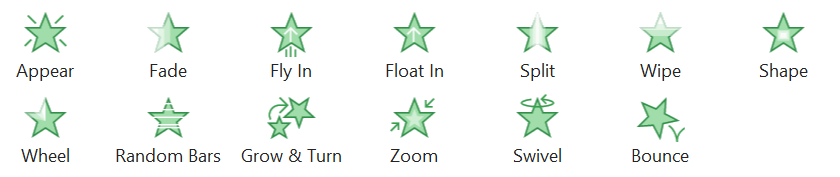 Appear Fade Fly In Float In Split Wipe Shape
Wheel Random Bars Grow & Turn Zoom Swivel Bounce